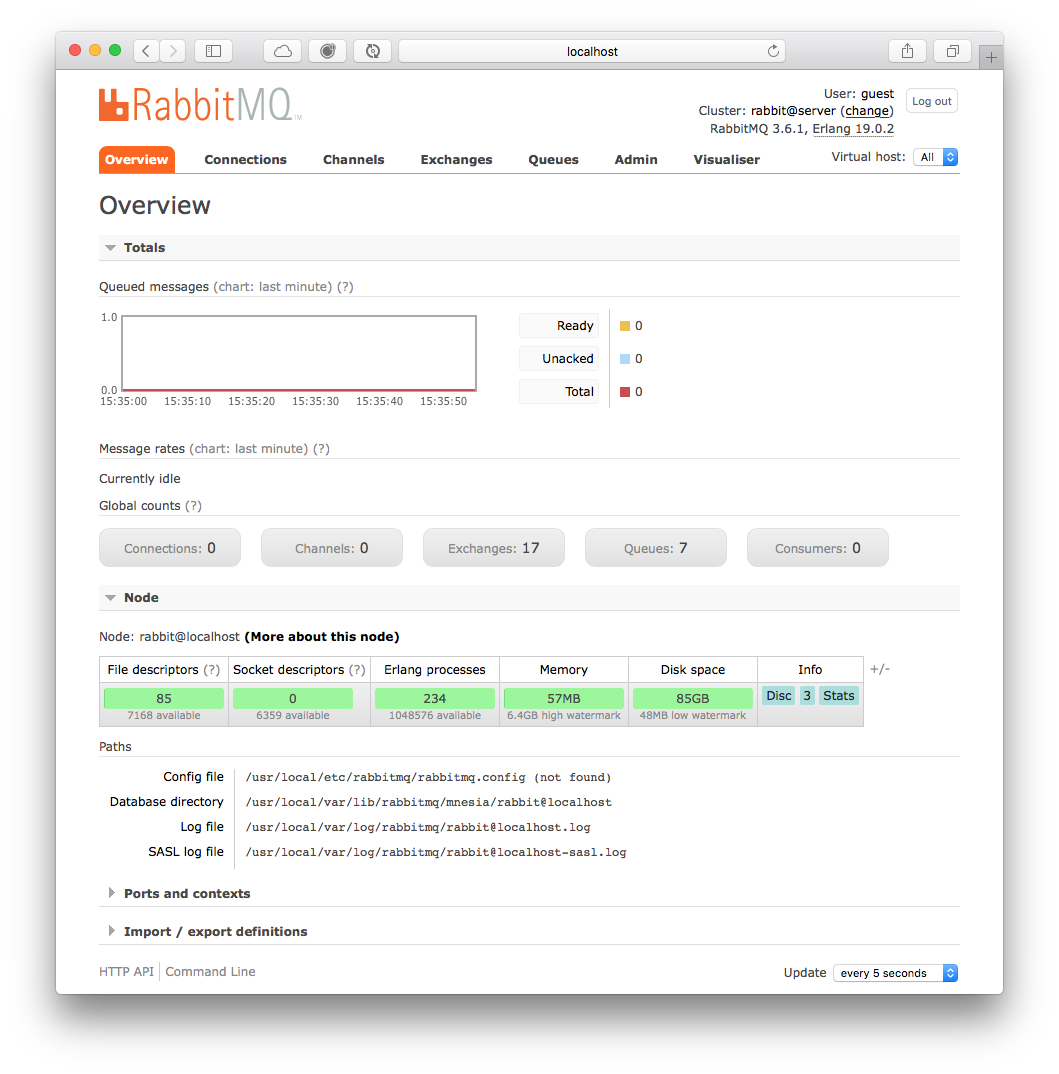 localhost
RabbitMQ™
User: guest
Cluster: rabbit@server (change)
RabbitMQ 3.6.1, Erlang 19.0.2
Log out
Overview Connections Channels Exchanges Queues Admin Visualiser
Virtual host: All
Overview
Totals
Queued messages (chart: last minute) (?)
1.0
0.0
15:35:00 15:35:10 15:35:20 15:35:30 15:35:40 15:35:50
Ready 0
Unacked 0
Total 0
Message rates (chart: last minute) (?)
Currently idle
Global counts (?)
Connections: 0 Channels: 0 Exchanges: 17 Queues: 7 Consumers: 0
Node
Node: rabbit@localhost (More about this node)
File descriptors (?) Socket descriptors (?) Erlang processes Memory Disk space Info +/-
85 0 234 57MB 85GB Disc 3 Stats
7168 available 6359 available 1048576 available 6.4GB high watermark 48MB low watermark
Paths
Config file /usr/local/etc/rabbitmq/rabbitmq.config (not found)
Database directory /usr/local/var/lib/rabbitmq/mnesia/rabbit@localhost
Log file /usr/local/var/log/rabbitmq/rabbit@localhost.log
SASL log file /usr/local/var/log/rabbitmq/rabbit@localhost-sasl.log
Ports and contexts
Import / export definitions
HTTP API Command Line
Update every 5 seconds